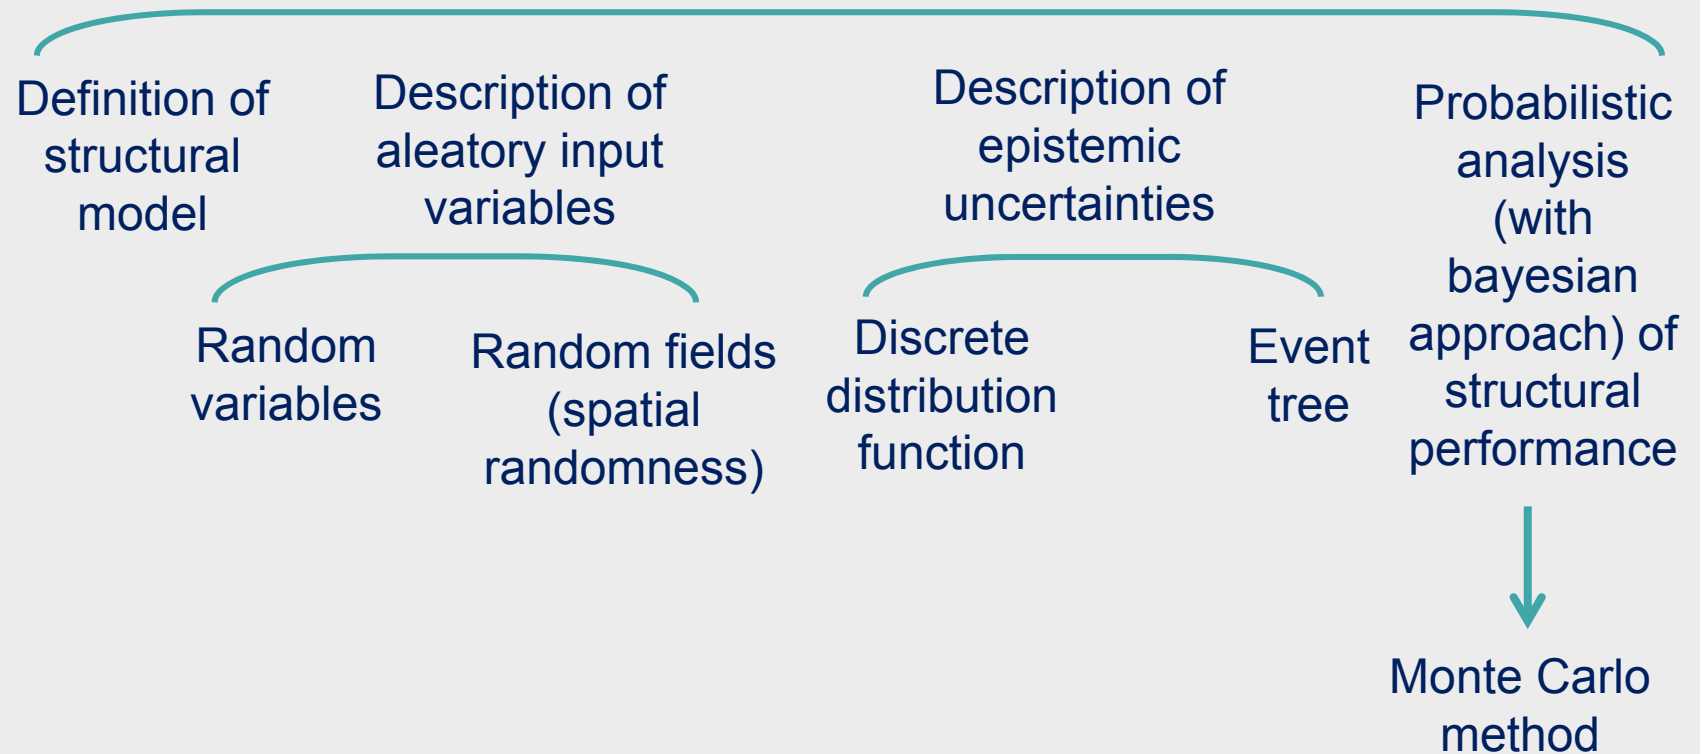 Definition of
structural
model
Description of
aleatory input
variables
Description of
epistemic
uncertainties
Probabilistic
analysis
(with
bayesian
approach) of
structural
performance
Random
variables
Random fields
(spatial
randomness)
Discrete
distribution
function
Event
tree
Monte Carlo
method